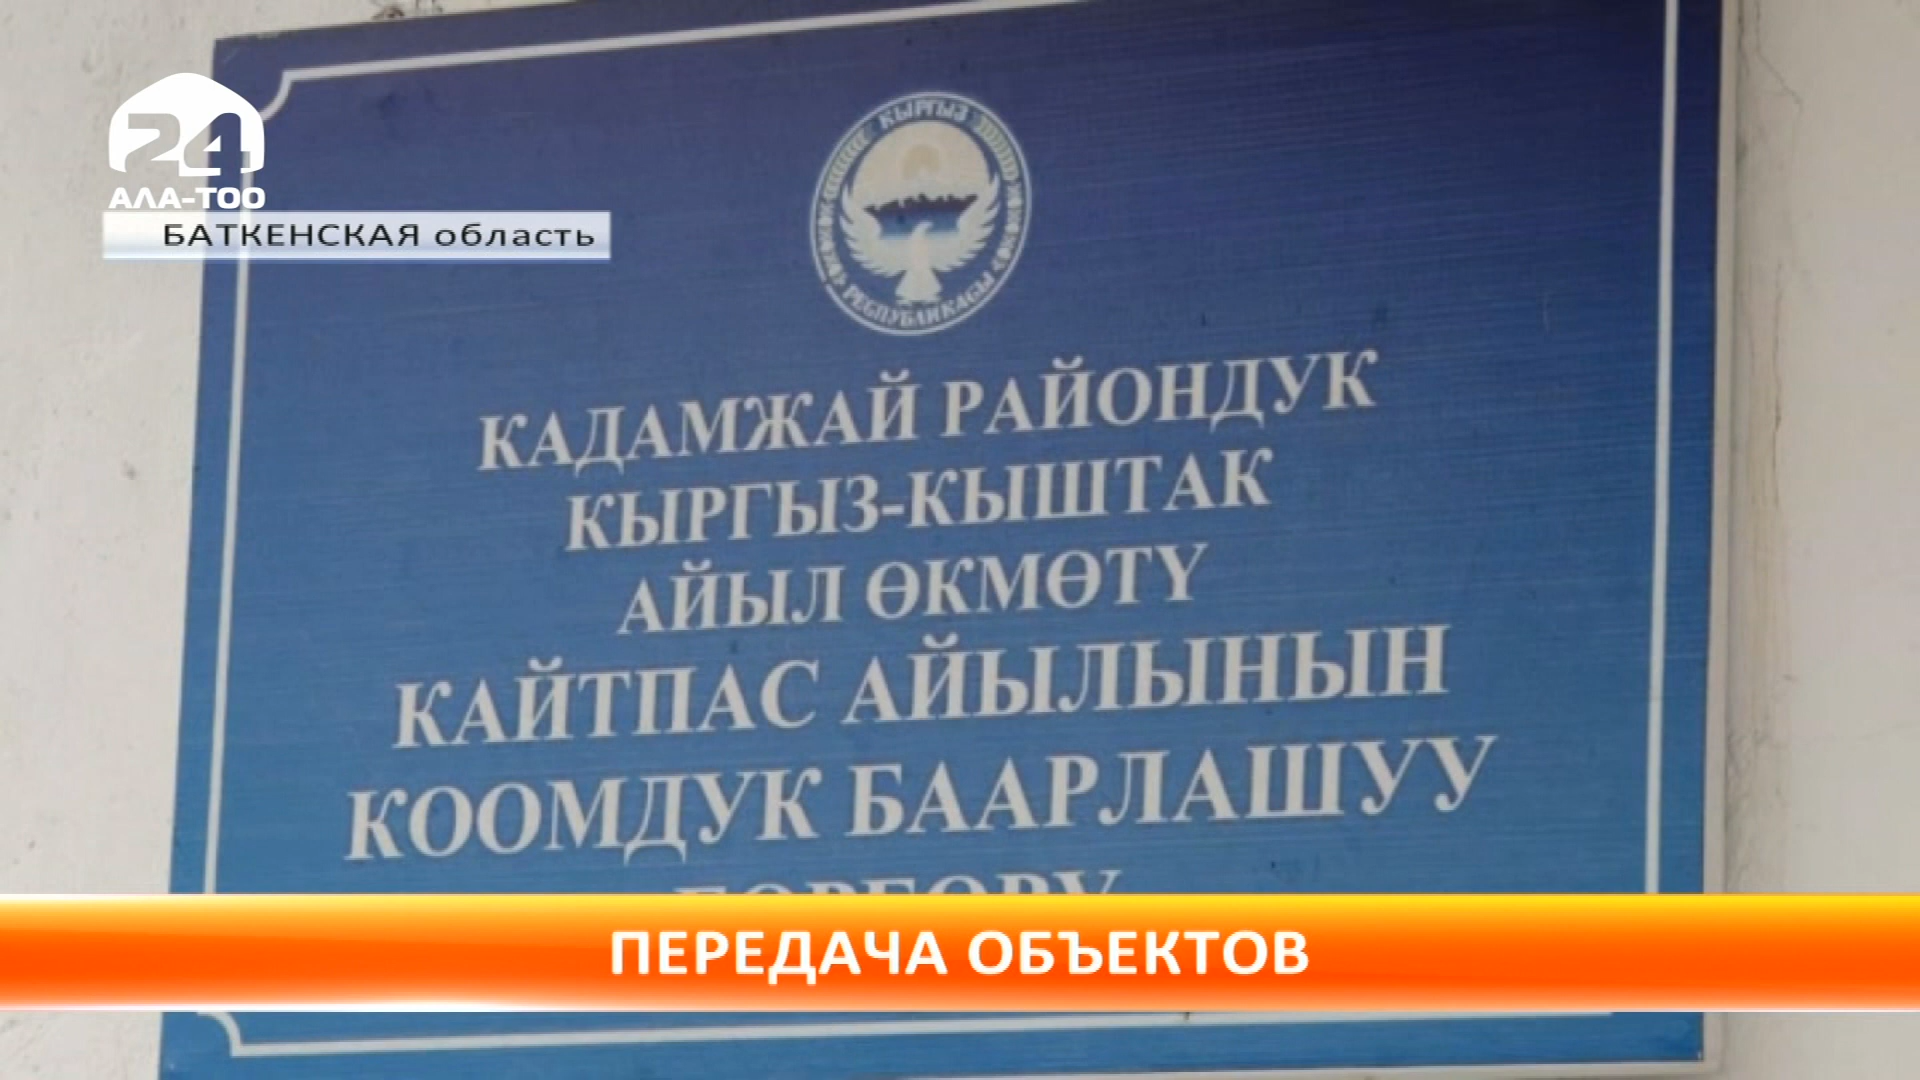 24
АЛА-ТОО
БАТКЕНСКАЯ область
КЫРГЫЗ
РЕСПУБЛИКАСЫ
КАДАМЖАЙ РАЙОНДУК
КЫРГЫЗ-КЫШТАК
АЙЫЛ ӨКМӨТҮ
КАЙТПАС АЙЫЛЫНЫН
КООМДУК БААРЛАШУУ
ПЕРЕДАЧА ОБЪЕКТОВ